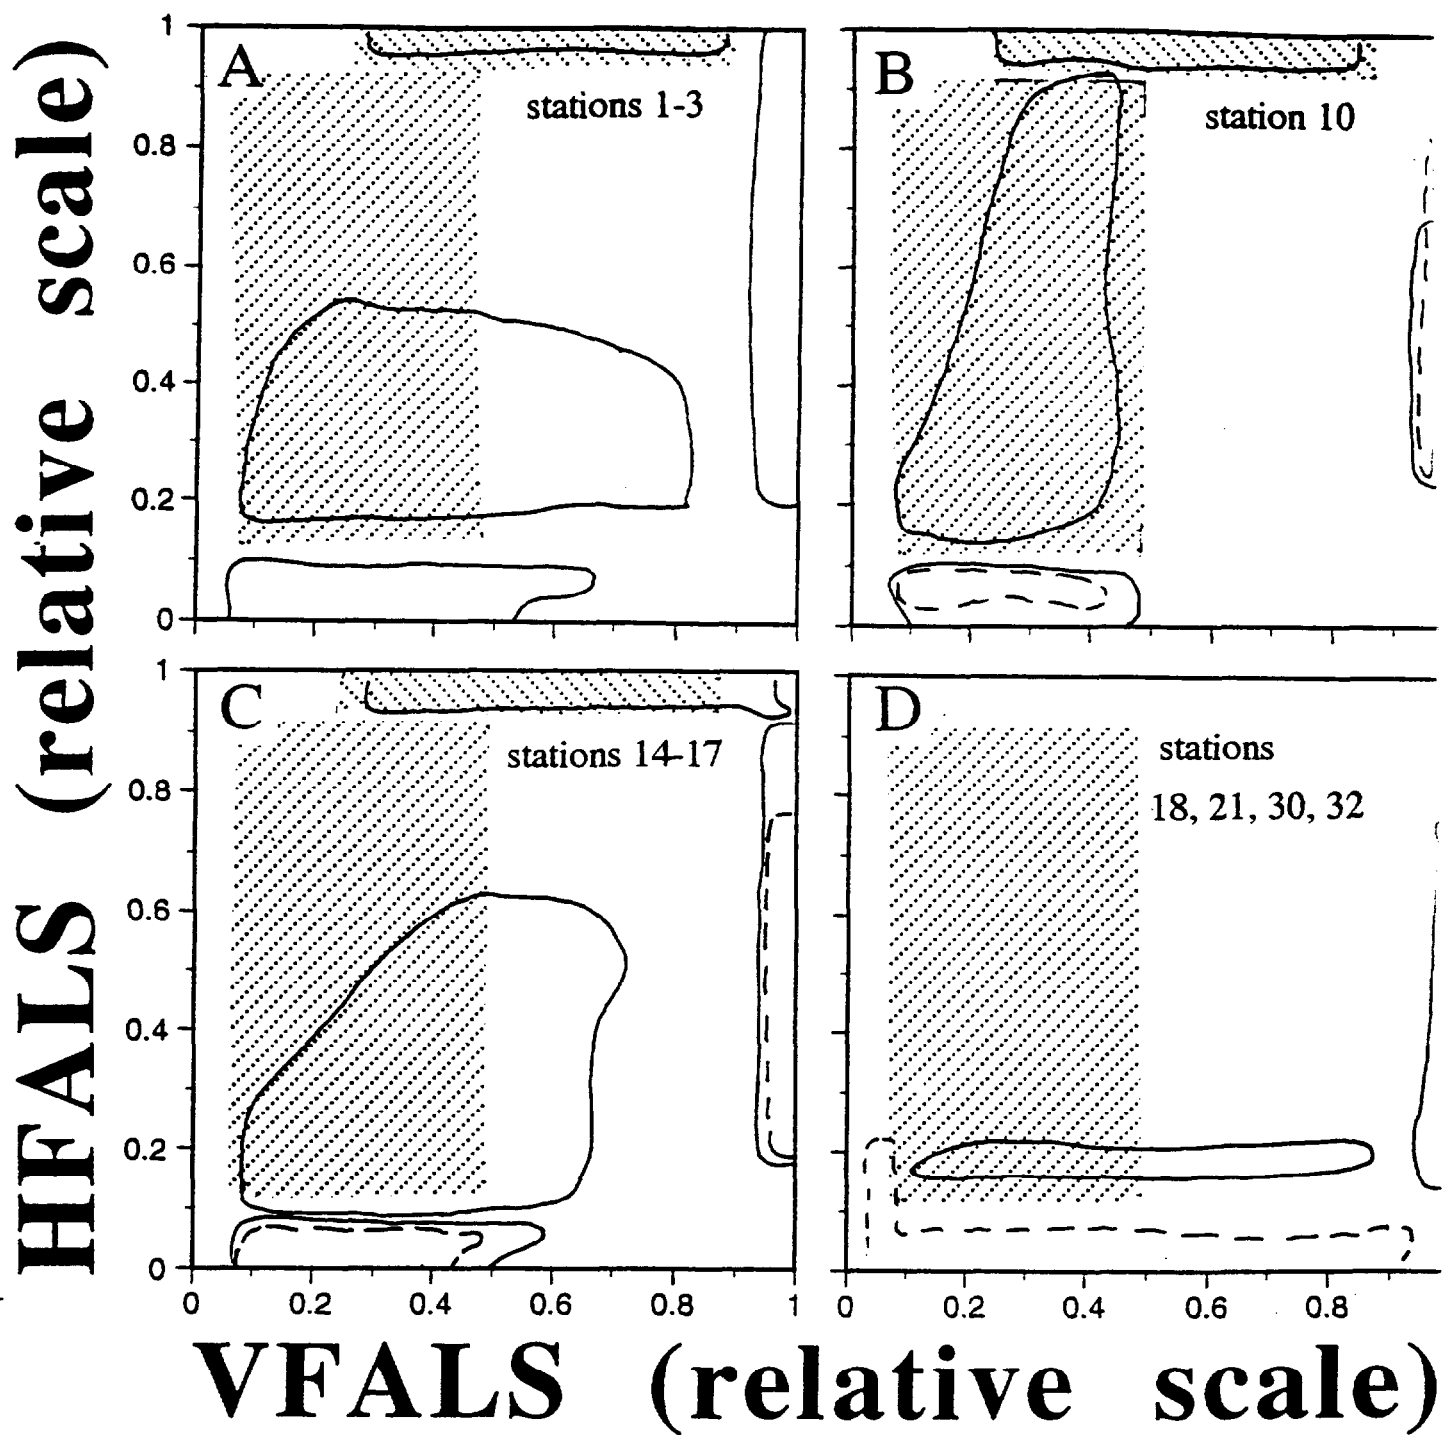 HFALS (relative scale)
1
0.8
0.6
0.4
0.2
0
A
stations 1-3
B
station 10
1
0.8
0.6
0.4
0.2
0
C
stations 14-17
D
stations
18, 21, 30, 32
0 0.2 0.4 0.6 0.8 1
0 0.2 0.4 0.6 0.8
VFALS (relative scale)